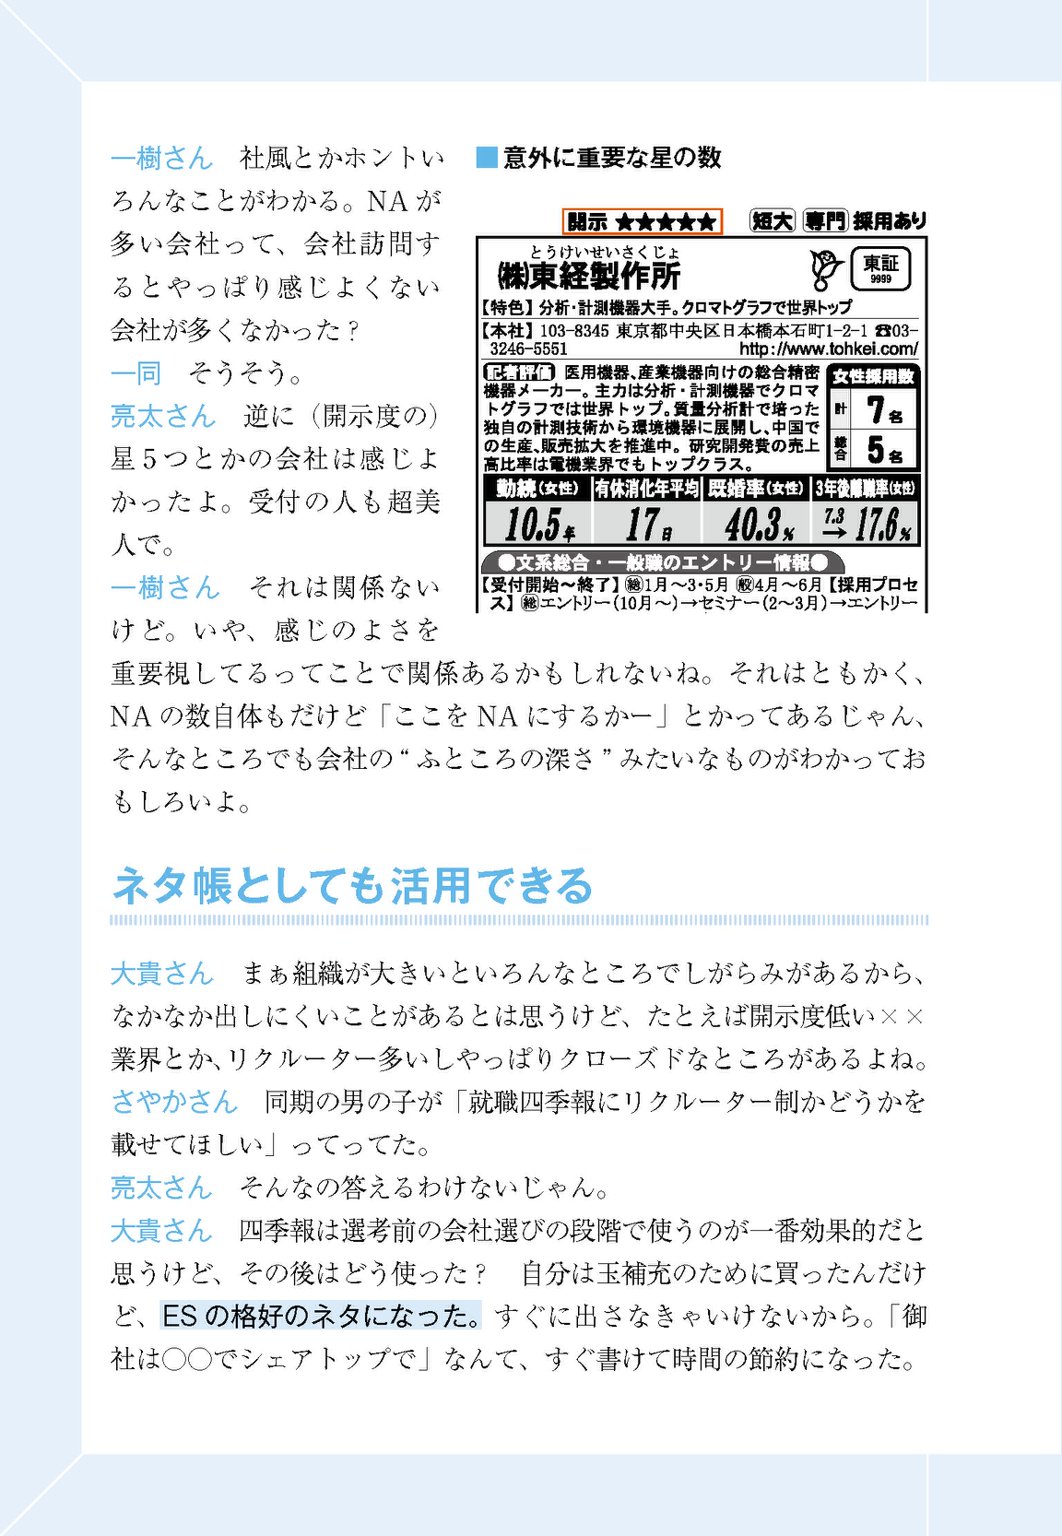 一樹さん　社風とかホントい
ろんなことがわかる。NAが
多い会社って、会社訪問す
るとやっぱり感じよくない
会社が多くなかった？
一同　そうそう。
亮太さん　逆に（開示度の）
星5つとかの会社は感じよ
かったよ。受付の人も超美
人で。
一樹さん　それは関係ない
けど。いや、感じのよさを
重要視してるってことで関係あるかもしれないね。それはともかく、
NAの数自体もだけど「ここをNAにするかー」とかってあるじゃん、
そんなところでも会社の“ふところの深さ”みたいなものがわかってお
もしろいよ。
■意外に重要な星の数
開示 ★★★★★　短大 専門 採用あり
とうけいせいさくじょ
㈱東経製作所
東証
9999
【特色】分析・計測機器大手。クロマトグラフで世界トップ
【本社】103-8345 東京都中央区日本橋本石町1-2-1 ☎03-
3246-5551　http://www.tohkei.com/
記者評価　医用機器、産業機器向けの総合精密
機器メーカー。主力は分析・計測機器でクロマ
トグラフでは世界トップ。質量分析計で培った
独自の計測技術から環境機器に展開し、中国で
の生産、販売拡大を推進中。研究開発費の売上
高比率は電機業界でもトップクラス。
女性採用数
計 7名
総合 5名
勤続（女性） 有休消化年平均 既婚率（女性） 3年後離職率（女性）
10.5年 17日 40.3% 7.3→17.6%
●文系総合・一般職のエントリー情報●
【受付開始～終了】㊱1月～3・5月 ㊱4月～6月【採用プロセ
ス】㊱エントリー（10月～）→セミナー（2～3月）→エントリー
ネタ帳としても活用できる
大貴さん　まぁ組織が大きいといろんなところでしがらみがあるから、
なかなか出しにくいことがあるとは思うけど、たとえば開示度低い××
業界とか、リクルーター多いしやっぱりクローズドなところがあるよね。
さやかさん　同期の男の子が「就職四季報にリクルーター制かどうかを
載せてほしい」ってってた。
亮太さん　そんなの答えるわけないじゃん。
大貴さん　四季報は選考前の会社選びの段階で使うのが一番効果的だと
思うけど、その後はどう使った？　自分は玉補充のために買ったんだけ
ど、ESの格好のネタになった。すぐに出さなきゃいけないから。「御
社は○○でシェアトップで」なんて、すぐ書けて時間の節約になった。